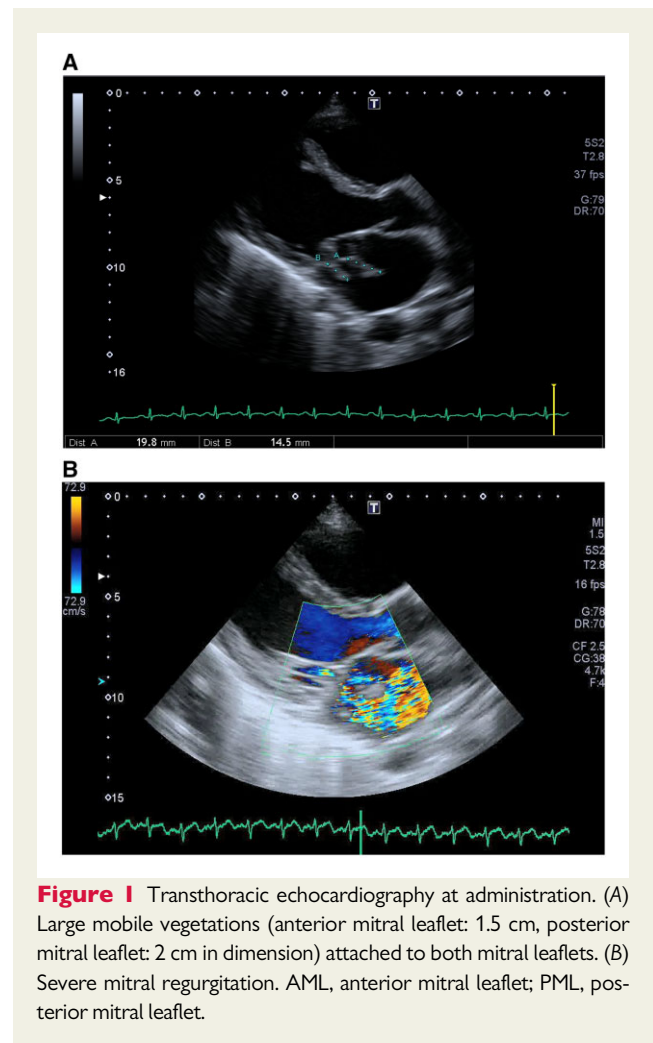 A
0
T
5S2
T2.8
5
37 fps
G:79
DR:70
B A
10
16
Dist A 19.8 mm Dist B 14.5 mm
B
72.9
0
T
MI
1.5
5S2
T2.8
16 fps
72.9
cm/s
5
G:78
DR:70
CF 2.5
CG:38
4.7k
F:4
10
15
Figure 1 Transthoracic echocardiography at administration. (A)
Large mobile vegetations (anterior mitral leaflet: 1.5 cm, posterior
mitral leaflet: 2 cm in dimension) attached to both mitral leaflets. (B)
Severe mitral regurgitation. AML, anterior mitral leaflet; PML, pos-
terior mitral leaflet.